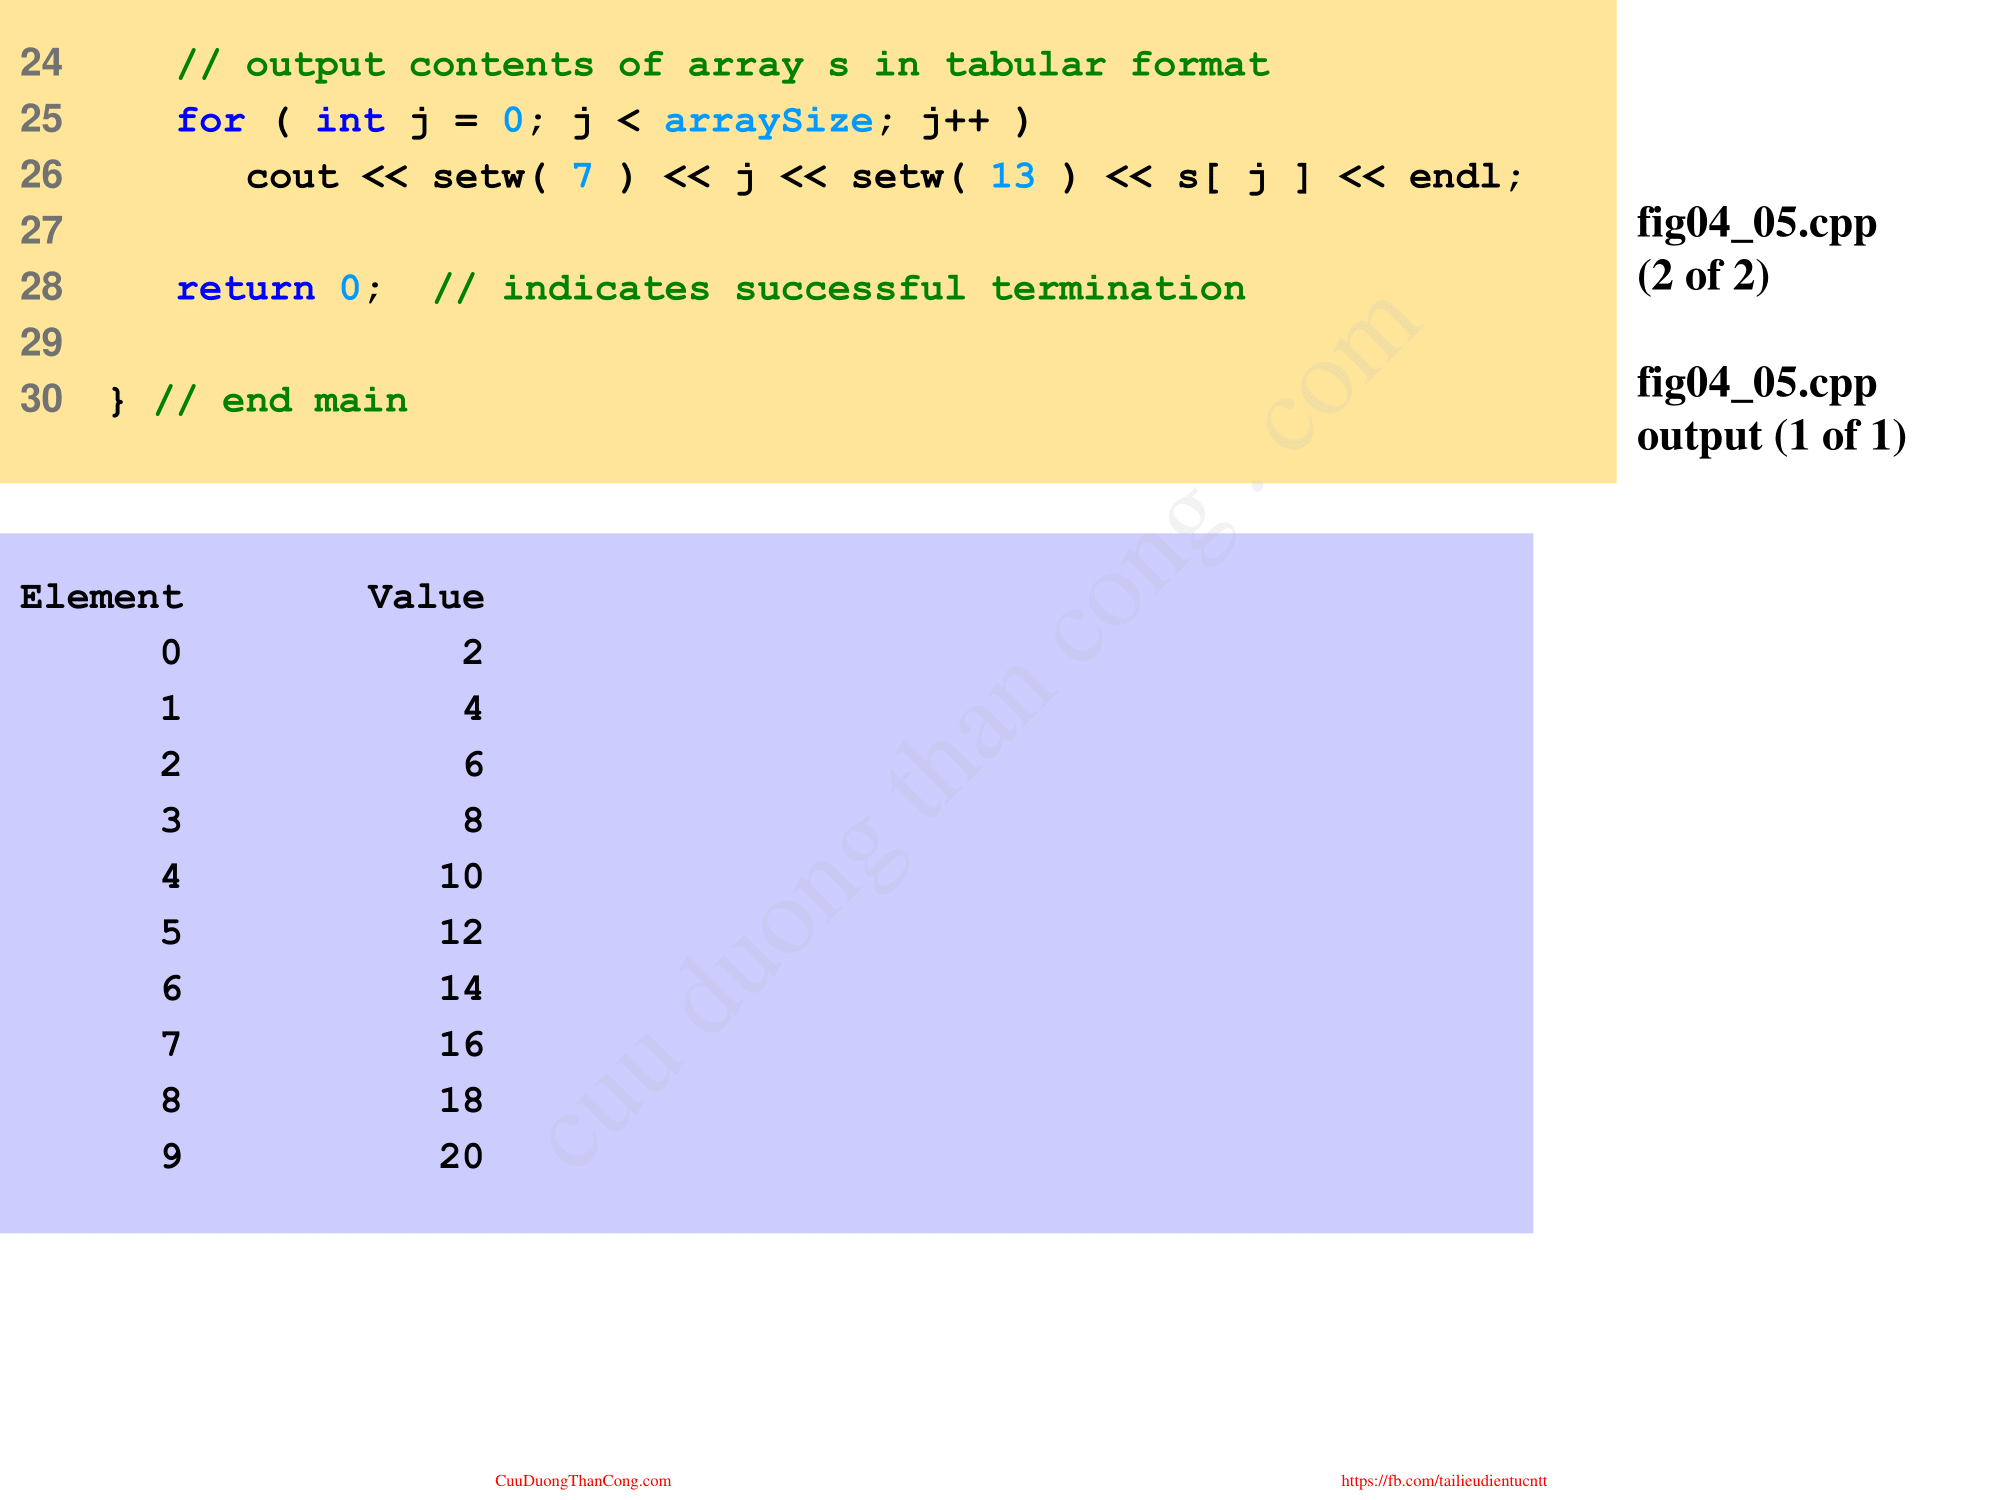 24 // output contents of array s in tabular format
25 for ( int j = 0; j < arraySize; j++ )
26 cout << setw( 7 ) << j << setw( 13 ) << s[ j ] << endl;
27
28 return 0; // indicates successful termination
29
30 } // end main
fig04_05.cpp
(2 of 2)
fig04_05.cpp
output (1 of 1)
Element Value
0 2
1 4
2 6
3 8
4 10
5 12
6 14
7 16
8 18
9 20
cuu duong than cong . com
CuuDuongThanCong.com
https://fb.com/tailieudientucntt